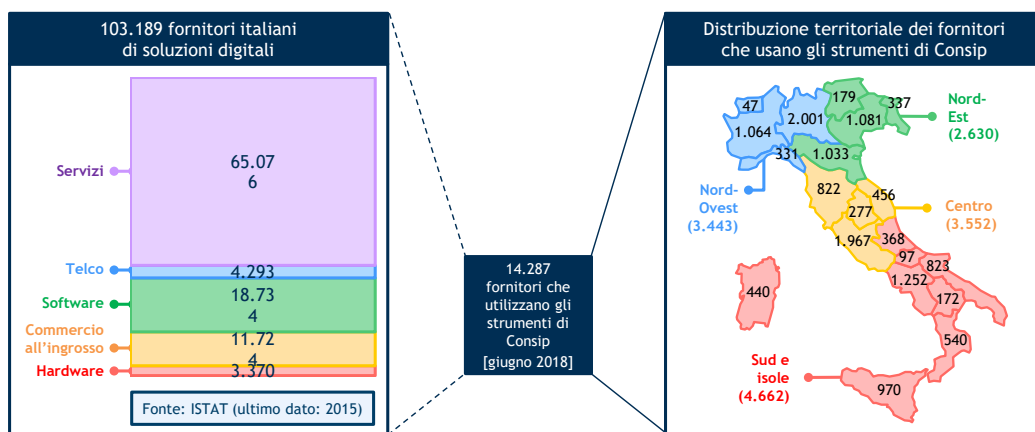 103.189 fornitori italiani
di soluzioni digitali
Servizi
65.07
6
Telco
4.293
Software
18.73
4
Commercio
all’ingrosso
11.72
4
Hardware
3.370
Fonte: ISTAT (ultimo dato: 2015)
14.287
fornitori che
utilizzano gli
strumenti di
Consip
[giugno 2018]
Distribuzione territoriale dei fornitori
che usano gli strumenti di Consip
47
1.064
2.001
179
1.081
337
Nord-
Est
(2.630)
331
1.033
Nord-
Ovest
(3.443)
822
456
277
Centro
(3.552)
1.967
368
97
823
1.252
172
440
540
Sud e
isole
(4.662)
970